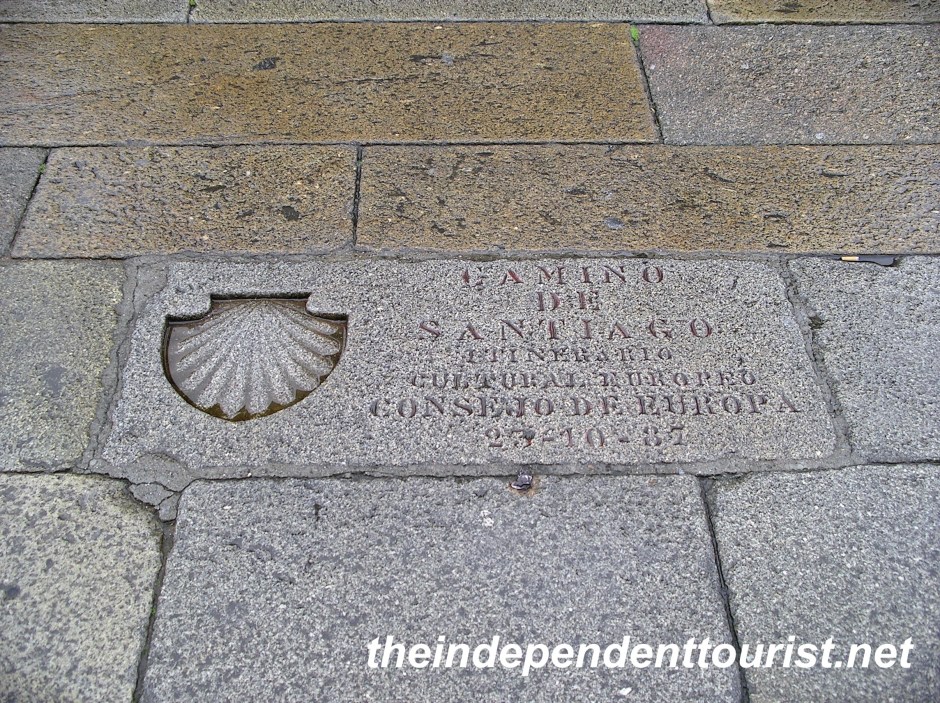 CAMINO
DE
SANTIAGO
ITINERARIO
CULTURAL EUROPEO
CONSEJO DE EUROPA
23-10-87
theindependenttourist.net